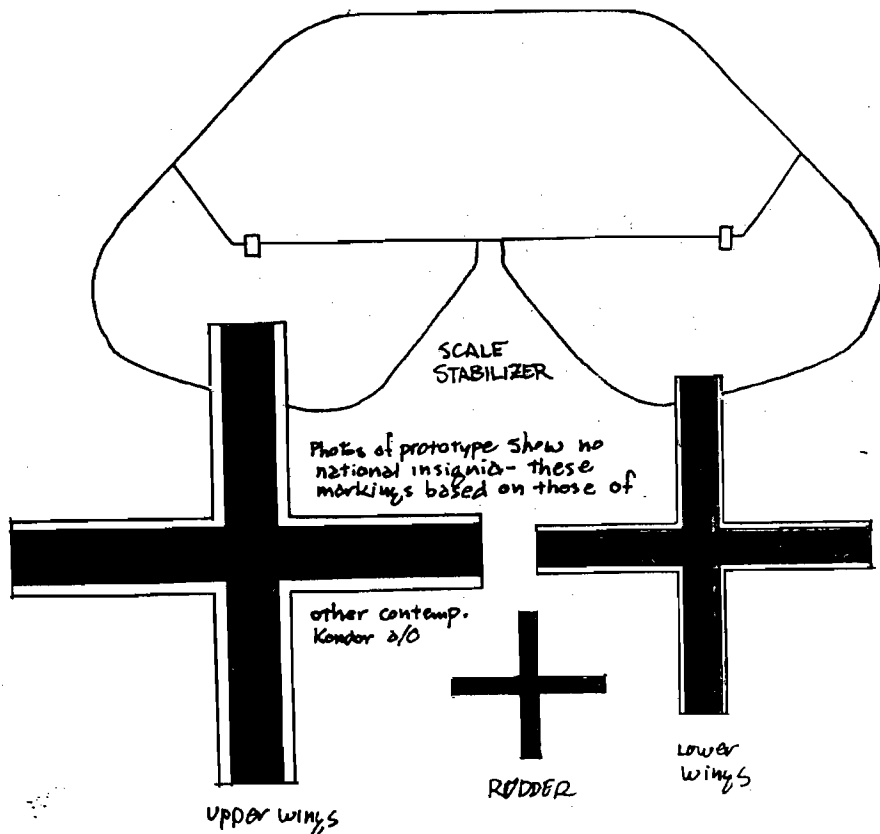 SCALE
STABILIZER
Photos of prototype show no
national insignia - these
markings based on those of
other contemp.
Kondor a/c
RUDDER
Lower
wings
upper wings